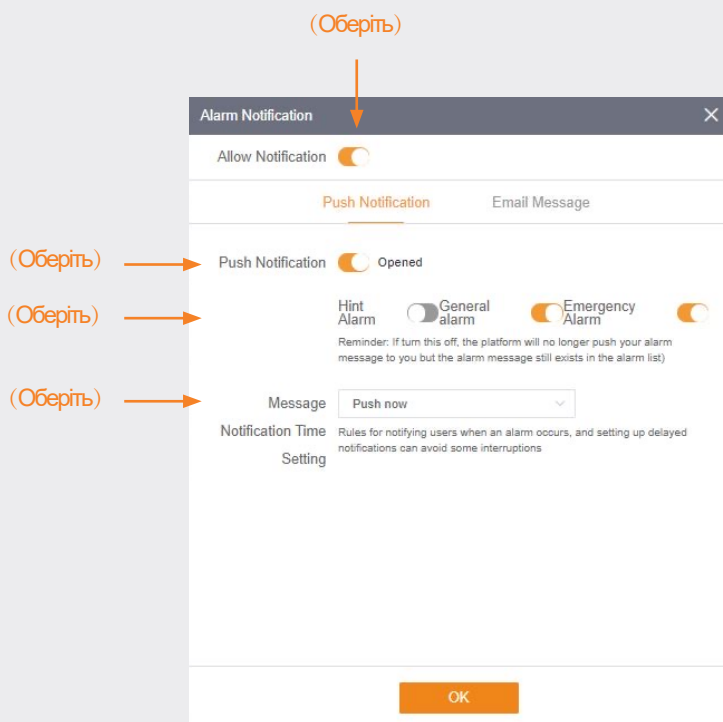 (Оберіть)
Alarm Notification
Allow Notification
Push Notification Email Message
(Оберіть) Push Notification Opened
(Оберіть) Hint Alarm General alarm Emergency Alarm
Reminder: If turn this off, the platform will no longer push your alarm
message to you but the alarm message still exists in the alarm list)
(Оберіть) Message Notification Time Setting Push now
Rules for notifying users when an alarm occurs, and setting up delayed
notifications can avoid some interruptions
OK